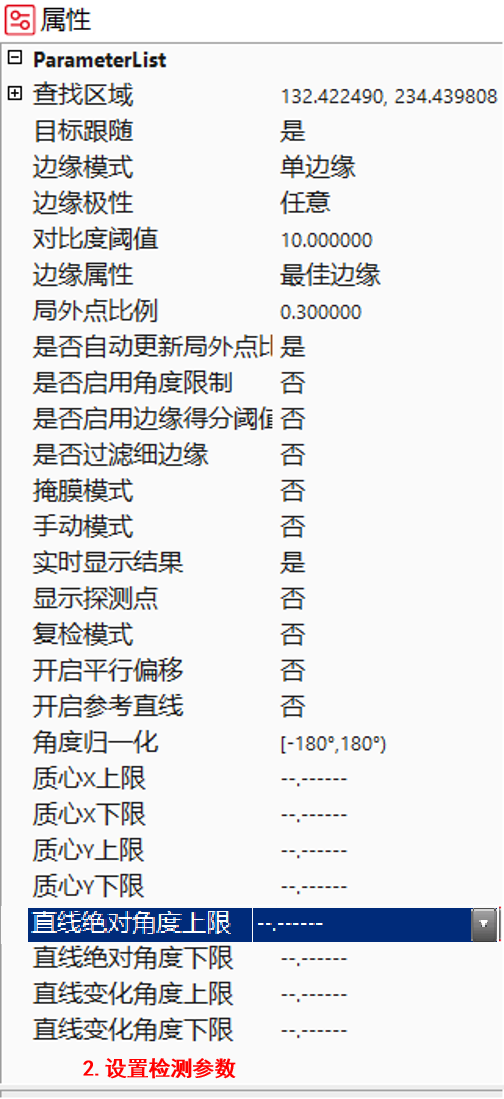 属性
ParameterList
查找区域 132.422490, 234.439808
目标跟随 是
边缘模式 单边缘
边缘极性 任意
对比度阈值 10.000000
边缘属性 最佳边缘
局外点比例 0.300000
是否自动更新局外点比 是
是否启用角度限制 否
是否启用边缘得分阈值 否
是否过滤细边缘 否
掩膜模式 否
手动模式 否
实时显示结果 是
显示探测点 否
复检模式 否
开启平行偏移 否
开启参考直线 否
角度归一化 [-180°,180°)
质心X上限 --.------
质心X下限 --.------
质心Y上限 --.------
质心Y下限 --.------
直线绝对角度上限 --.------
直线绝对角度下限 --.------
直线变化角度上限 --.------
直线变化角度下限 --.------
2. 设置检测参数